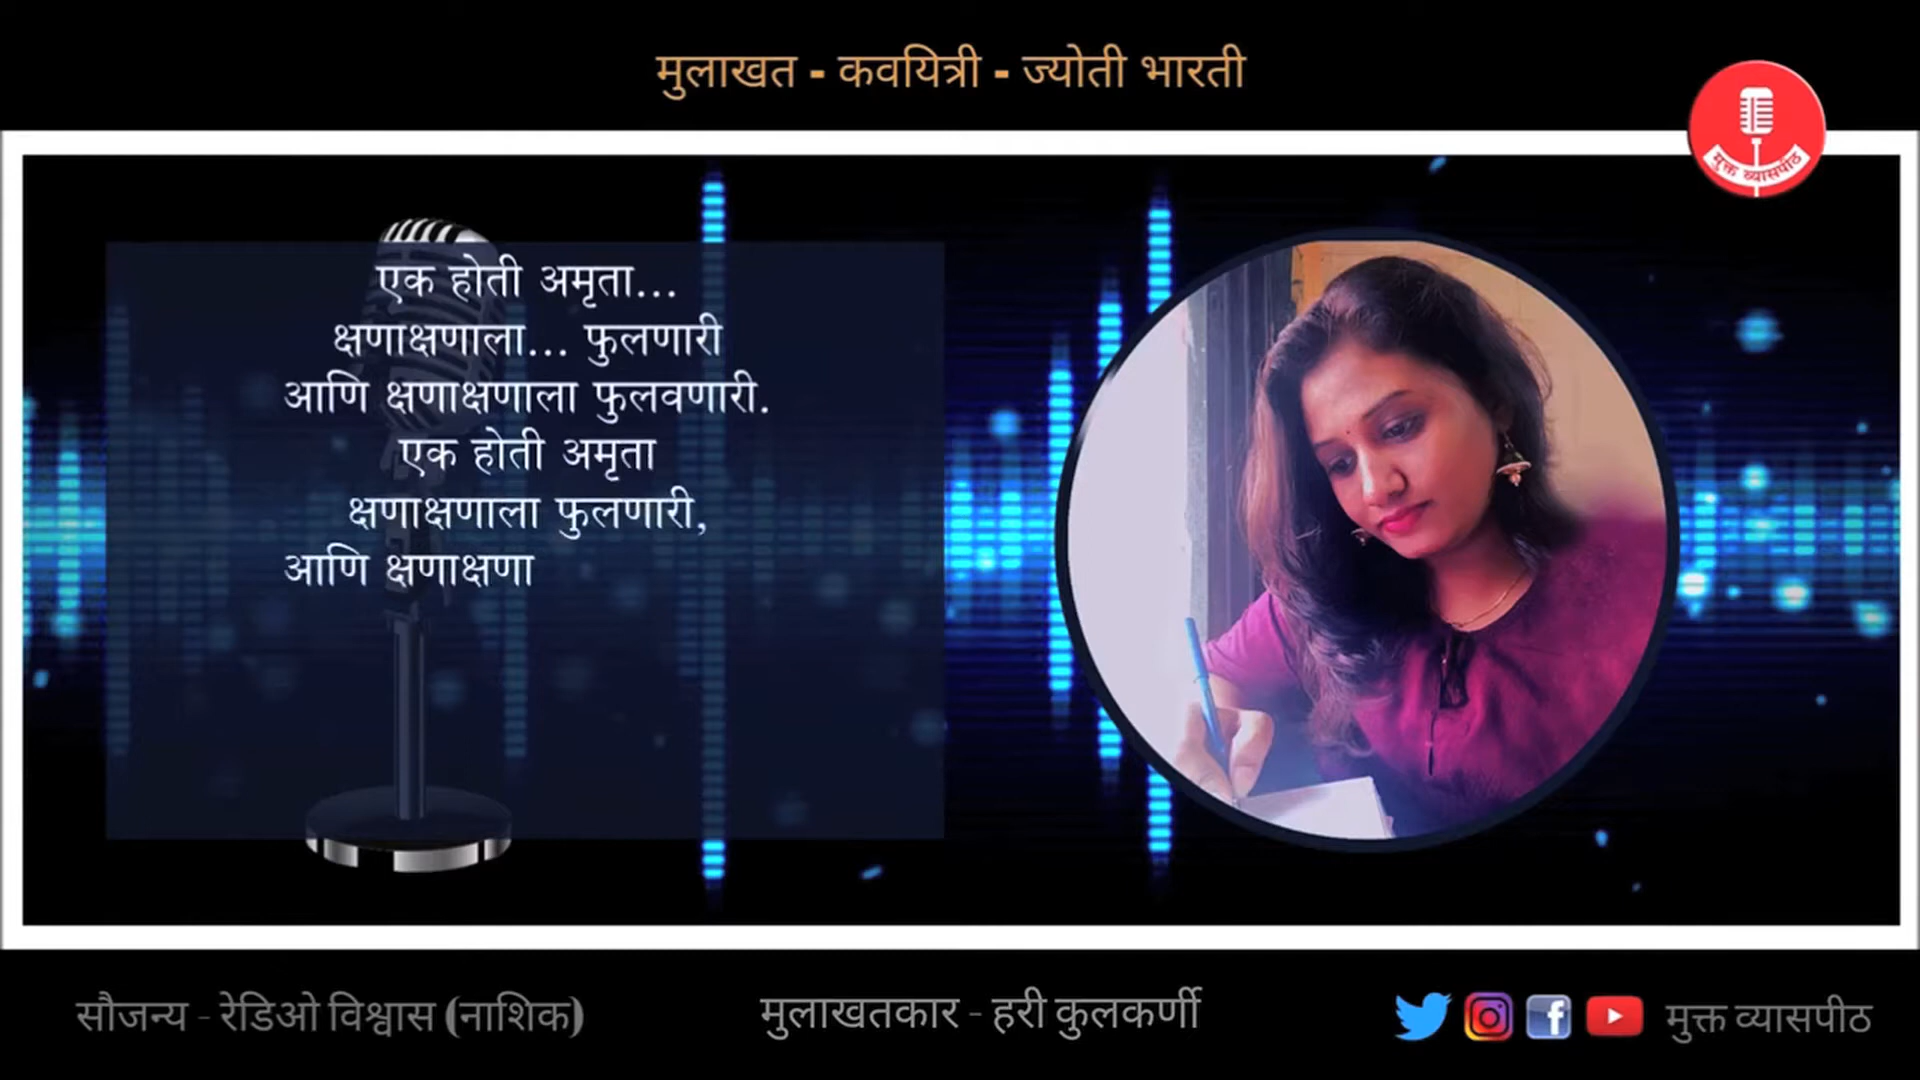 मुलाखत - कवयित्री - ज्योती भारती
मुक्त व्यासपीठ
एक होती अमृता...
क्षणाक्षणाला... फुलणारी
आणि क्षणाक्षणाला फुलवणारी.
एक होती अमृता
क्षणाक्षणाला फुलणारी,
आणि क्षणाक्षणा
सौजन्य - रेडिओ विश्वास (नाशिक)
मुलाखतकार - हरी कुलकर्णी
मुक्त व्यासपीठ